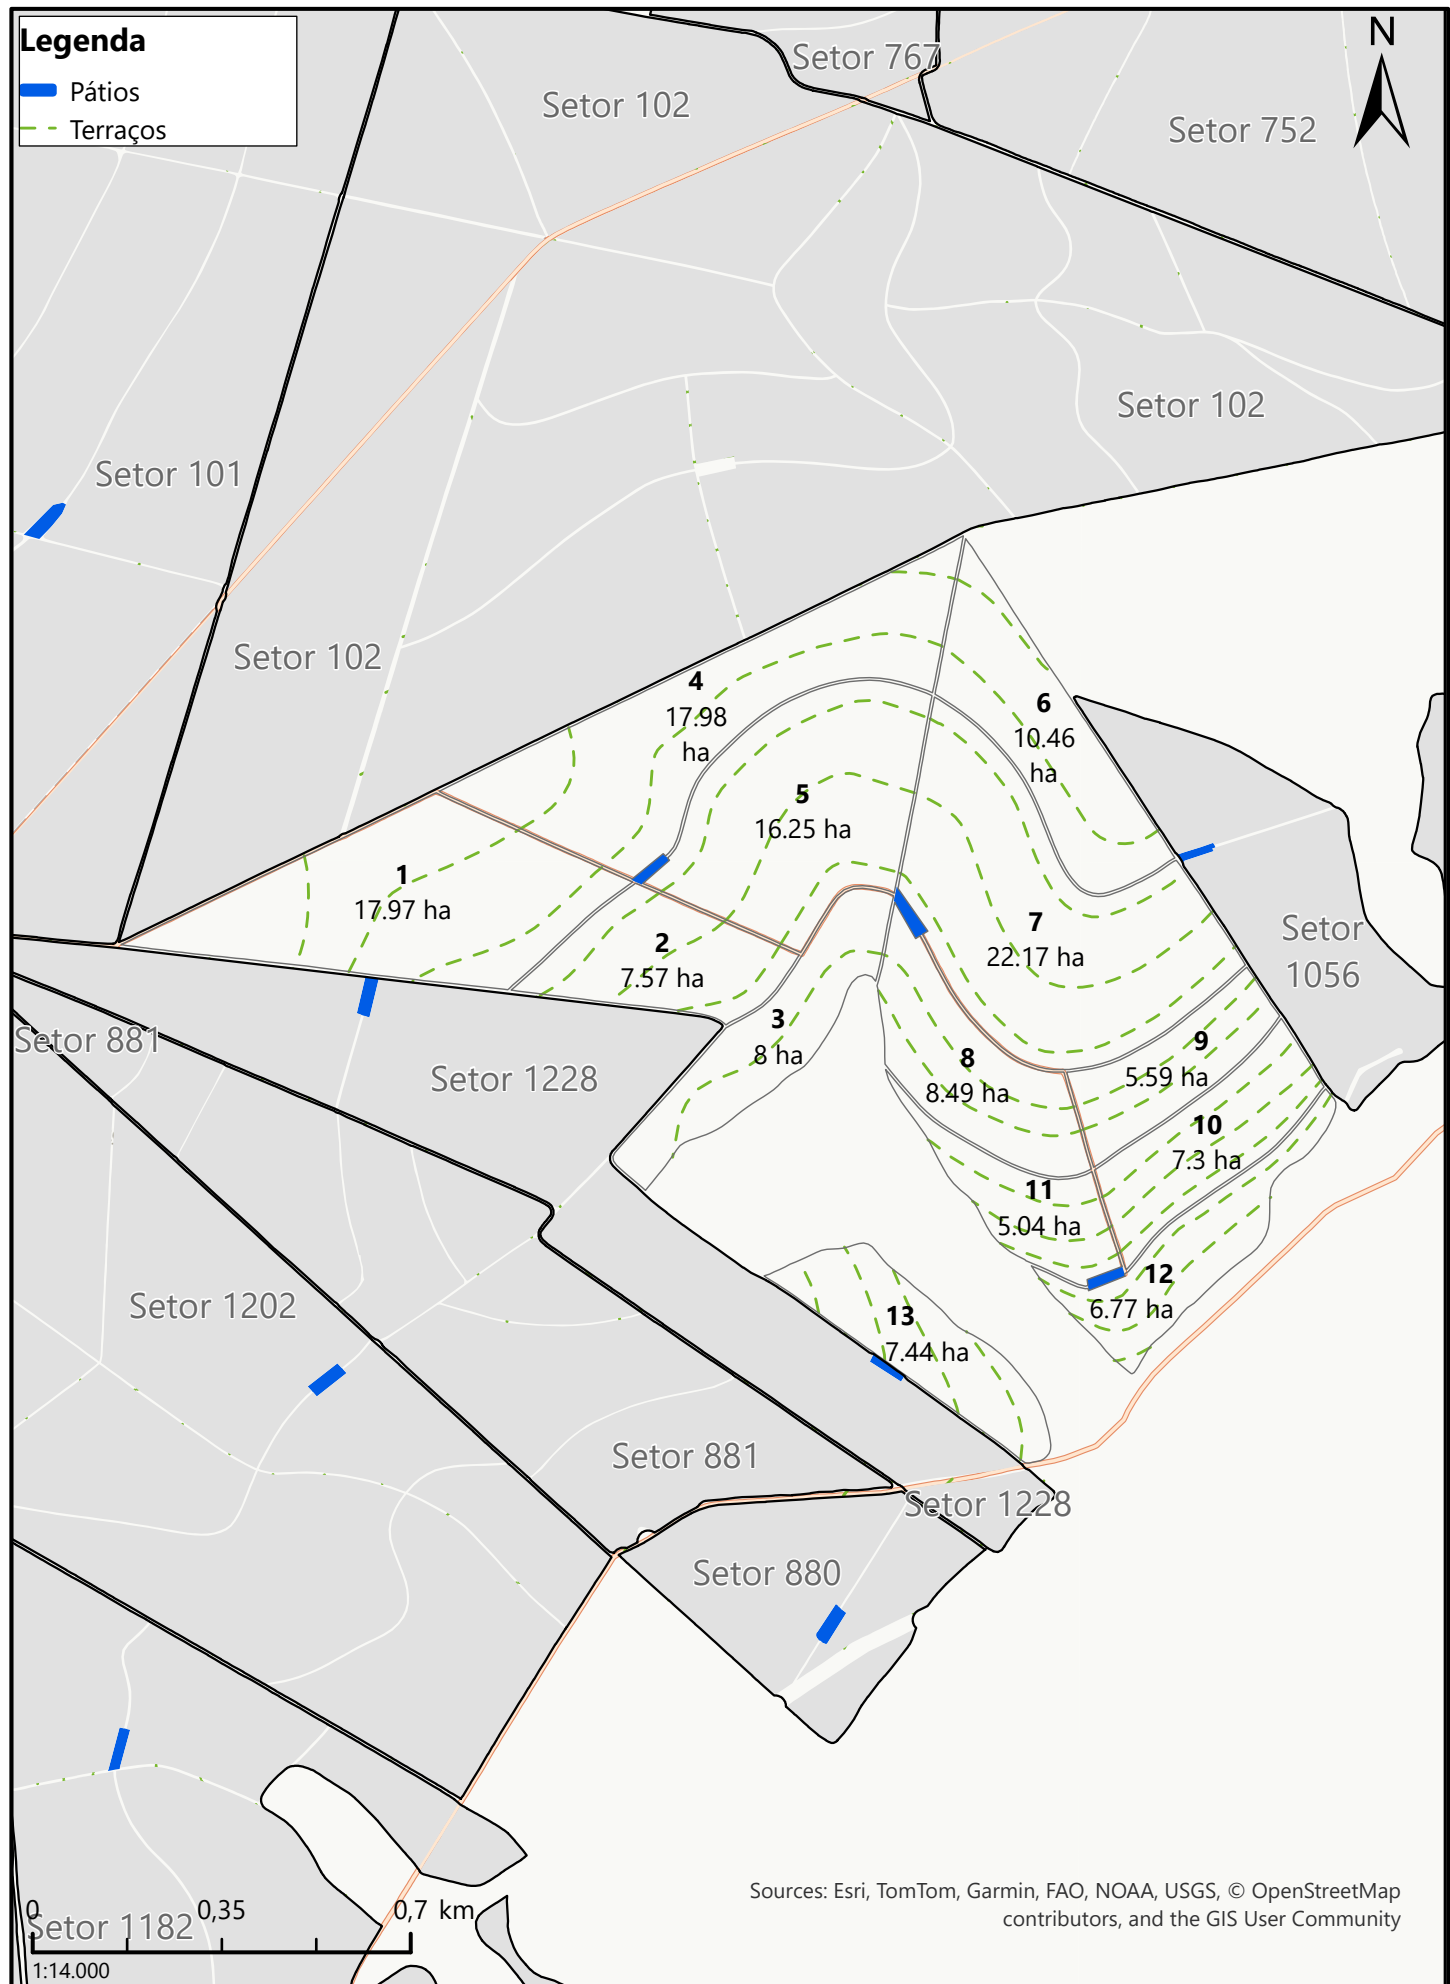 Legenda
Pátios
Terraços
N
Setor 767
Setor 102
Setor 752
Setor 102
Setor 101
Setor 102
4
17.98
ha
6
10.46
ha
5
16.25 ha
1
17.97 ha
7
22.17 ha
2
7.57 ha
Setor
1056
3
8 ha
8
8.49 ha
9
5.59 ha
Setor 881
Setor 1228
10
7.3 ha
11
5.04 ha
12
6.77 ha
Setor 1202
13
7.44 ha
Setor 881
Setor 1228
Setor 880
Setor 1182
0
0,35
0,7 km
1:14.000
Sources: Esri, TomTom, Garmin, FAO, NOAA, USGS, © OpenStreetMap
contributors, and the GIS User Community